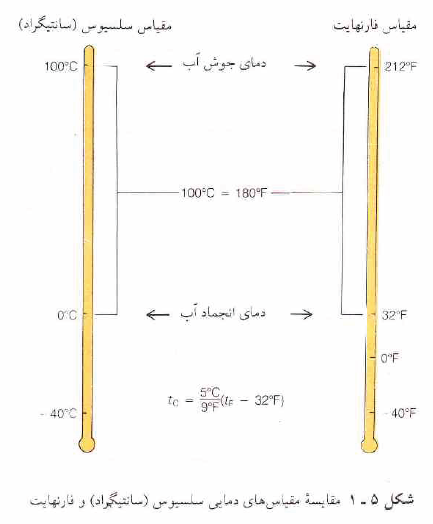 مقیاس فارنهایت
مقیاس سلسیوس (سانتیگراد)
100°C
← دمای جوش آب →
212°F
100°C = 180°F
0°C
← دمای انجماد آب →
32°F
0°F
- 40°C
tC = 5°C/9°F (tF − 32°F)
- 40°F
شکل ۵ ـ ۱ مقایسهٔ مقیاس‌های دمایی سلسیوس (سانتیگراد) و فارنهایت